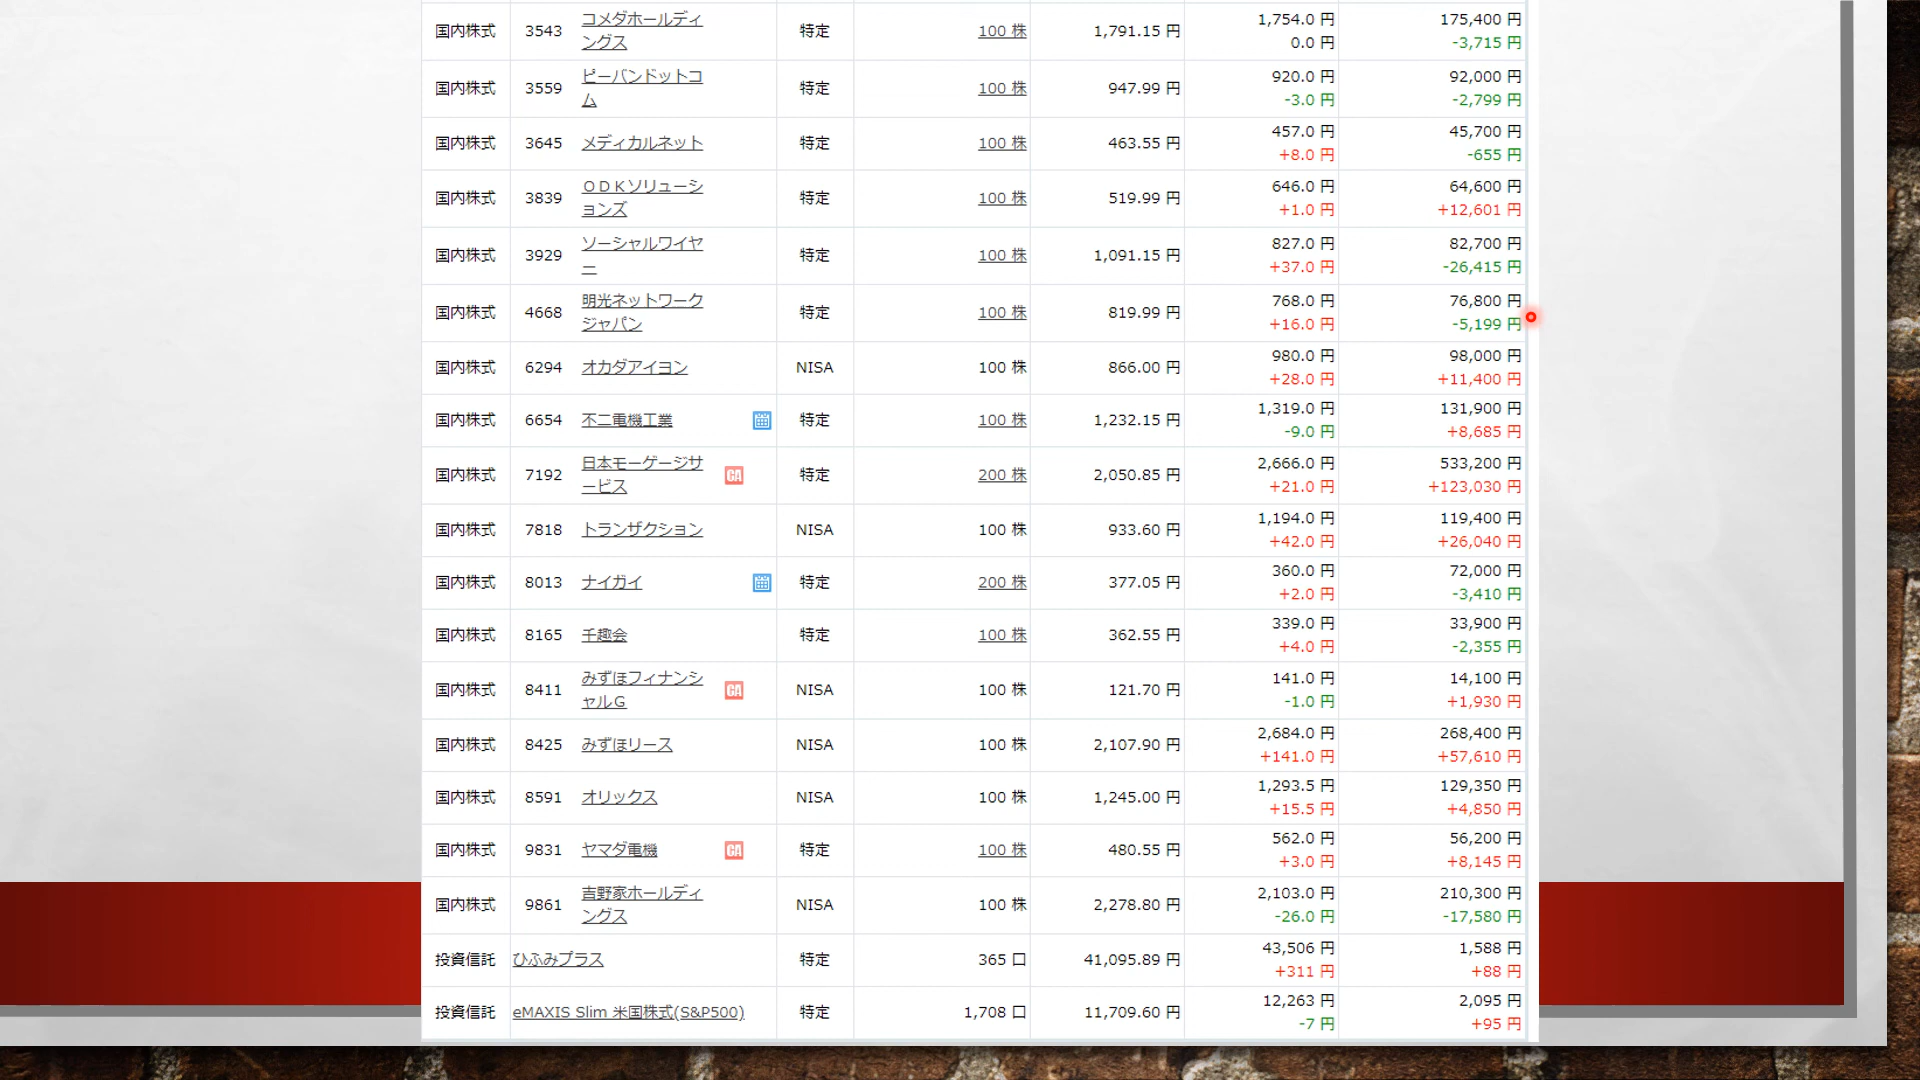 国内株式 3543 コメダホールディングス 特定 100 株 1,791.15 円 1,754.0 円 0.0 円 175,400 円 -3,715 円
国内株式 3559 ピーバンドットコム 特定 100 株 947.99 円 920.0 円 -3.0 円 92,000 円 -2,799 円
国内株式 3645 メディカルネット 特定 100 株 463.55 円 457.0 円 +8.0 円 45,700 円 -655 円
国内株式 3839 ＯＤＫソリューションズ 特定 100 株 519.99 円 646.0 円 +1.0 円 64,600 円 +12,601 円
国内株式 3929 ソーシャルワイヤー 特定 100 株 1,091.15 円 827.0 円 +37.0 円 82,700 円 -26,415 円
国内株式 4668 明光ネットワークジャパン 特定 100 株 819.99 円 768.0 円 +16.0 円 76,800 円 -5,199 円
国内株式 6294 オカダアイヨン NISA 100 株 866.00 円 980.0 円 +28.0 円 98,000 円 +11,400 円
国内株式 6654 不二電機工業 特定 100 株 1,232.15 円 1,319.0 円 -9.0 円 131,900 円 +8,685 円
国内株式 7192 日本モーゲージサービス CA 特定 200 株 2,050.85 円 2,666.0 円 +21.0 円 533,200 円 +123,030 円
国内株式 7818 トランザクション NISA 100 株 933.60 円 1,194.0 円 +42.0 円 119,400 円 +26,040 円
国内株式 8013 ナイガイ 特定 200 株 377.05 円 360.0 円 +2.0 円 72,000 円 -3,410 円
国内株式 8165 千趣会 特定 100 株 362.55 円 339.0 円 +4.0 円 33,900 円 -2,355 円
国内株式 8411 みずほフィナンシャルＧ CA NISA 100 株 121.70 円 141.0 円 -1.0 円 14,100 円 +1,930 円
国内株式 8425 みずほリース NISA 100 株 2,107.90 円 2,684.0 円 +141.0 円 268,400 円 +57,610 円
国内株式 8591 オリックス NISA 100 株 1,245.00 円 1,293.5 円 +15.5 円 129,350 円 +4,850 円
国内株式 9831 ヤマダ電機 CA 特定 100 株 480.55 円 562.0 円 +3.0 円 56,200 円 +8,145 円
国内株式 9861 吉野家ホールディングス NISA 100 株 2,278.80 円 2,103.0 円 -26.0 円 210,300 円 -17,580 円
投資信託 ひふみプラス 特定 365 口 41,095.89 円 43,506 円 +311 円 1,588 円 +88 円
投資信託 eMAXIS Slim 米国株式(S&P500) 特定 1,708 口 11,709.60 円 12,263 円 -7 円 2,095 円 +95 円